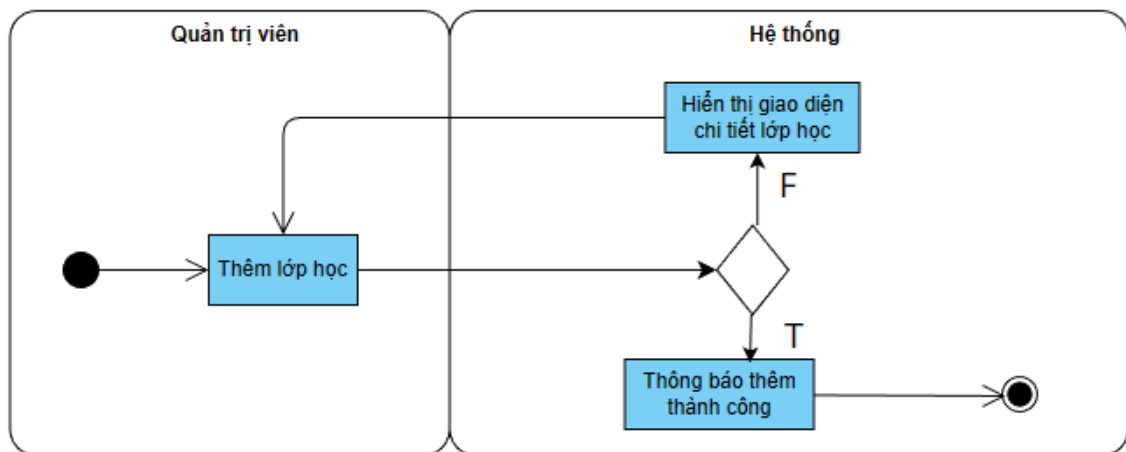 Quản trị viên
Hệ thống
Hiển thị giao diện
chi tiết lớp học
F
Thêm lớp học
T
Thông báo thêm
thành công